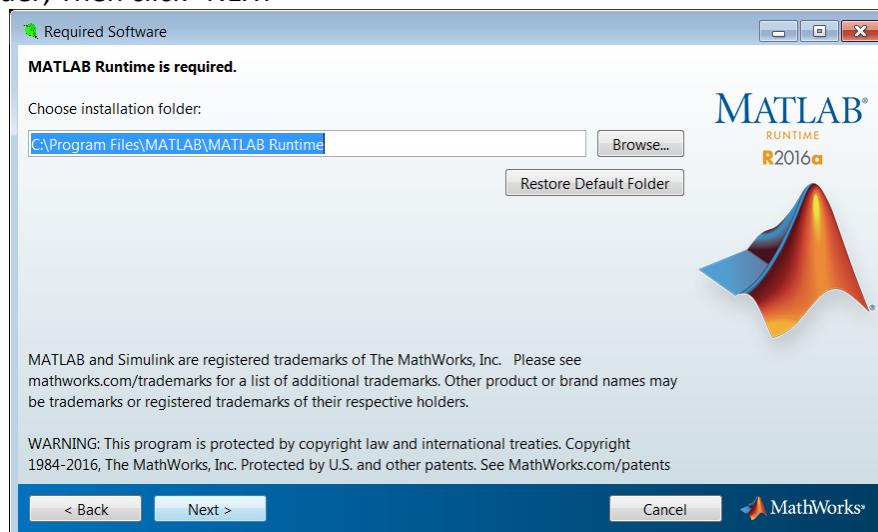 Required Software
MATLAB Runtime is required.
Choose installation folder:
C:\Program Files\MATLAB\MATLAB Runtime
Browse...
Restore Default Folder
MATLAB®
RUNTIME
R2016a
MATLAB and Simulink are registered trademarks of The MathWorks, Inc. Please see
mathworks.com/trademarks for a list of additional trademarks. Other product or brand names may
be trademarks or registered trademarks of their respective holders.
WARNING: This program is protected by copyright law and international treaties. Copyright
1984-2016, The MathWorks, Inc. Protected by U.S. and other patents. See MathWorks.com/patents
< Back
Next >
Cancel
MathWorks®